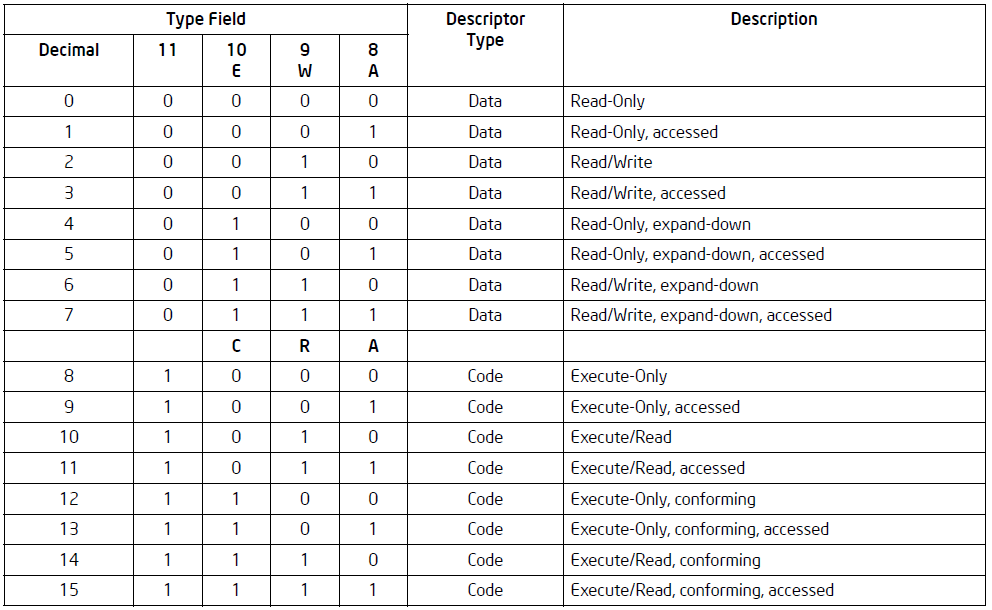 Type Field Descriptor Type Description
Decimal 11 10 E 9 W 8 A
0 0 0 0 0 Data Read-Only
1 0 0 0 1 Data Read-Only, accessed
2 0 0 1 0 Data Read/Write
3 0 0 1 1 Data Read/Write, accessed
4 0 1 0 0 Data Read-Only, expand-down
5 0 1 0 1 Data Read-Only, expand-down, accessed
6 0 1 1 0 Data Read/Write, expand-down
7 0 1 1 1 Data Read/Write, expand-down, accessed
C R A
8 1 0 0 0 Code Execute-Only
9 1 0 0 1 Code Execute-Only, accessed
10 1 0 1 0 Code Execute/Read
11 1 0 1 1 Code Execute/Read, accessed
12 1 1 0 0 Code Execute-Only, conforming
13 1 1 0 1 Code Execute-Only, conforming, accessed
14 1 1 1 0 Code Execute/Read, conforming
15 1 1 1 1 Code Execute/Read, conforming, accessed